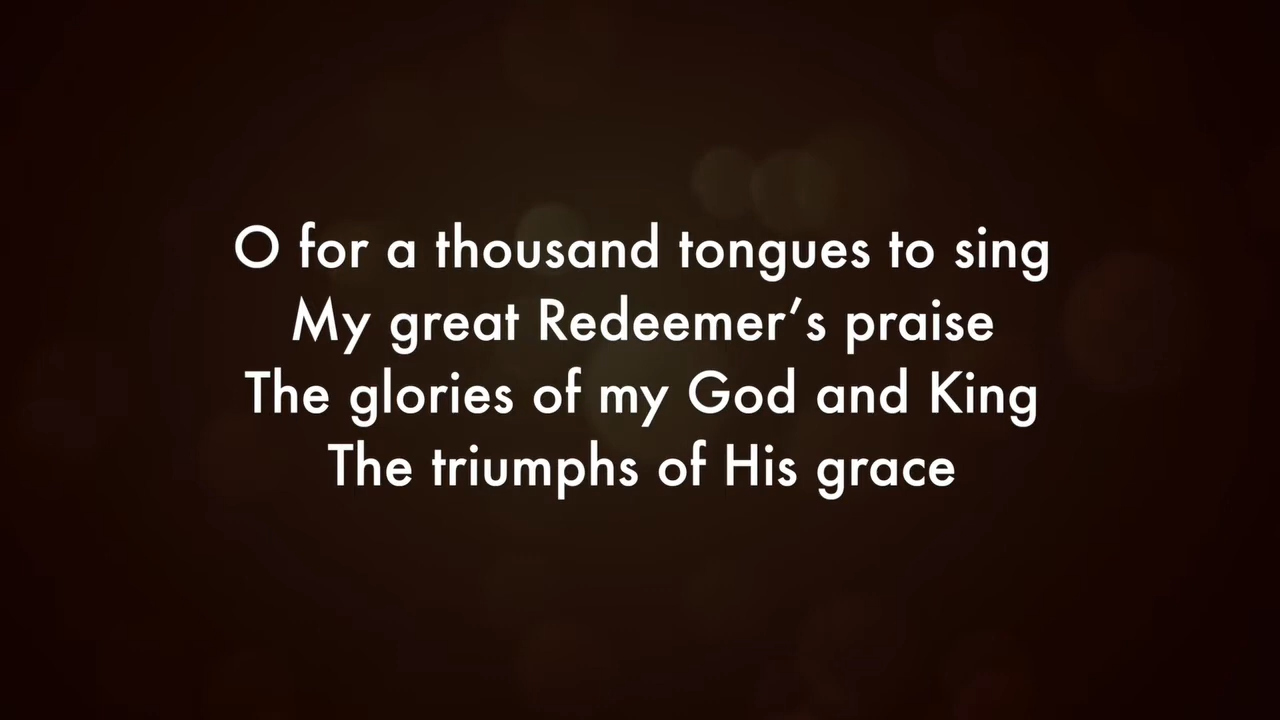 O for a thousand tongues to sing
My great Redeemer’s praise
The glories of my God and King
The triumphs of His grace